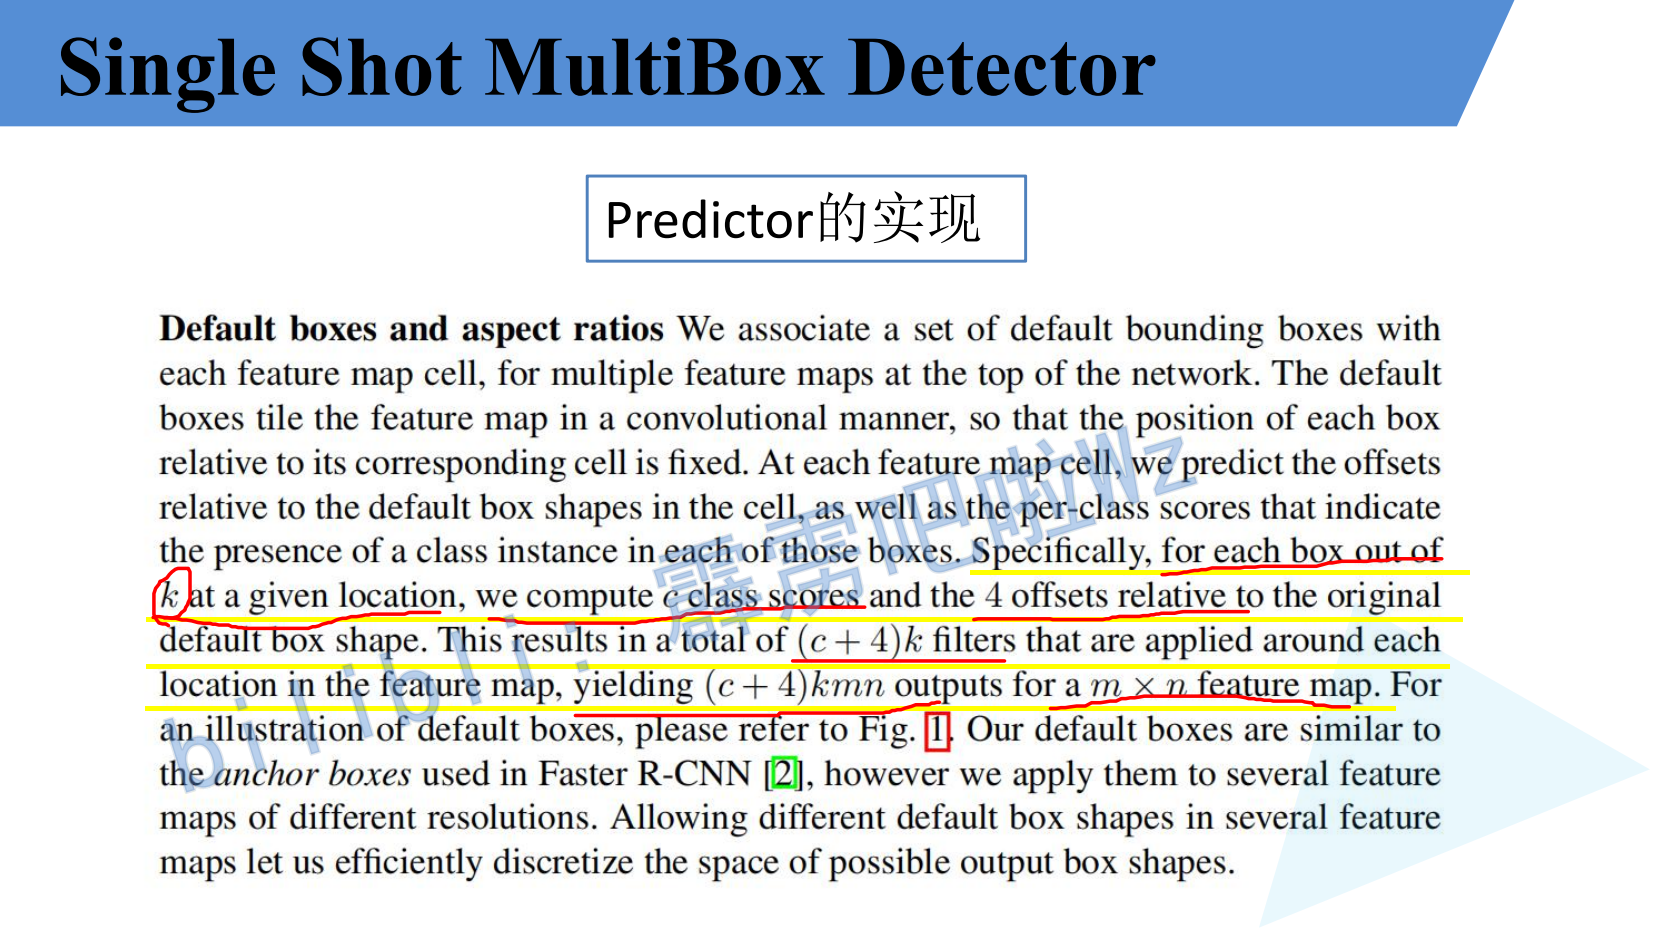 Single Shot MultiBox Detector
Predictor的实现
Default boxes and aspect ratios We associate a set of default bounding boxes with
each feature map cell, for multiple feature maps at the top of the network. The default
boxes tile the feature map in a convolutional manner, so that the position of each box
relative to its corresponding cell is fixed. At each feature map cell, we predict the offsets
relative to the default box shapes in the cell, as well as the per-class scores that indicate
the presence of a class instance in each of those boxes. Specifically, for each box out of
k at a given location, we compute c class scores and the 4 offsets relative to the original
default box shape. This results in a total of (c + 4)k filters that are applied around each
location in the feature map, yielding (c + 4)kmn outputs for a m × n feature map. For
an illustration of default boxes, please refer to Fig. 1. Our default boxes are similar to
the anchor boxes used in Faster R-CNN [2], however we apply them to several feature
maps of different resolutions. Allowing different default box shapes in several feature
maps let us efficiently discretize the space of possible output box shapes.
bilibili: 霹雳吧啦Wz